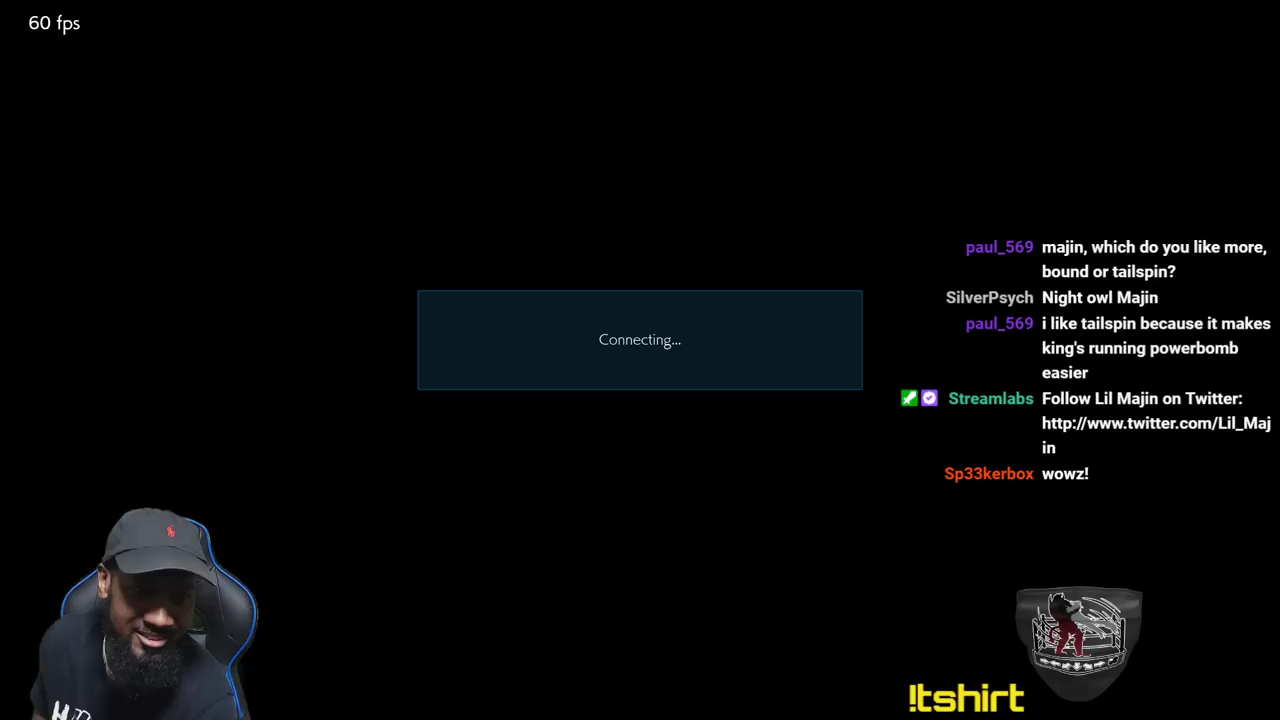 60 fps
Connecting...
paul_569 majin, which do you like more,
bound or tailspin?
SilverPsych Night owl Majin
paul_569 i like tailspin because it makes
king's running powerbomb
easier
Streamlabs Follow Lil Majin on Twitter:
http://www.twitter.com/Lil_Maj
in
Sp33kerbox wowz!
!tshirt